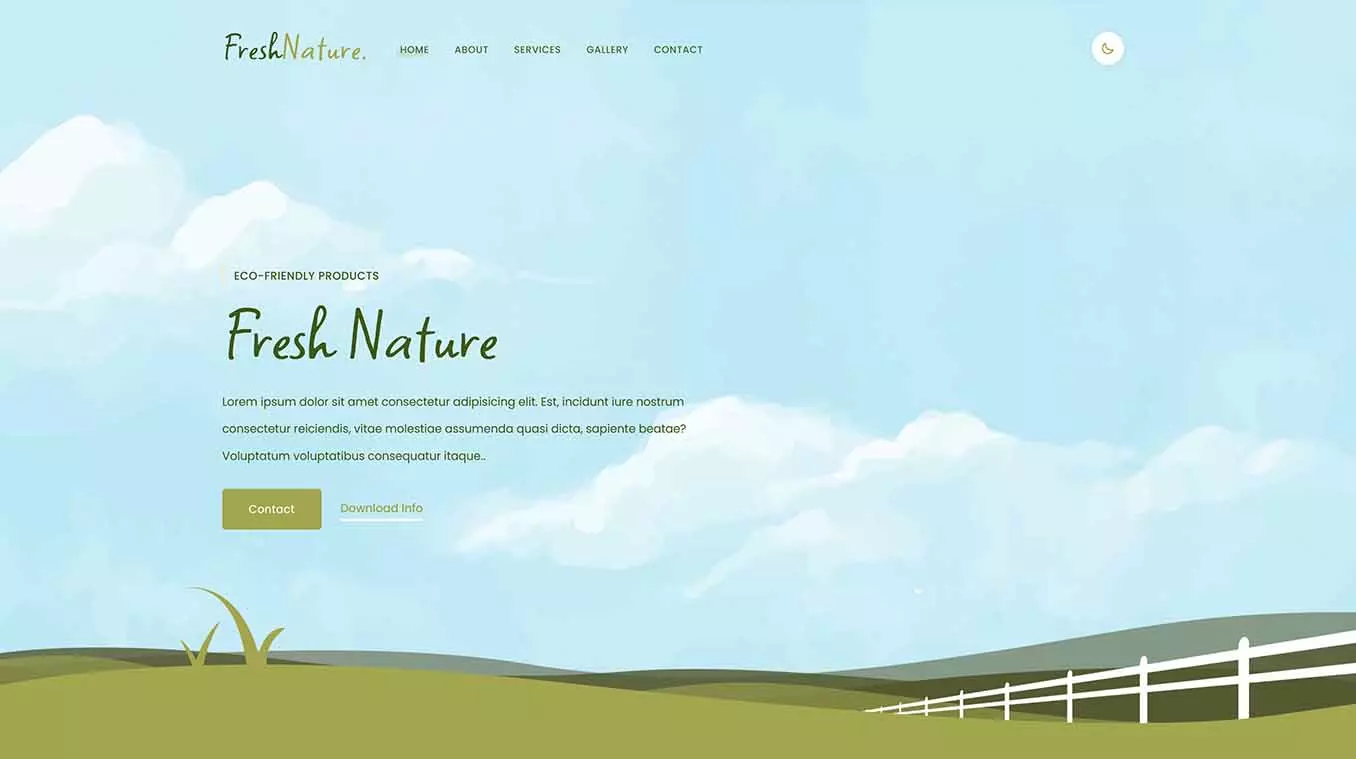 FreshNature.
HOME ABOUT SERVICES GALLERY CONTACT
ECO-FRIENDLY PRODUCTS
Fresh Nature
Lorem ipsum dolor sit amet consectetur adipisicing elit. Est, incidunt iure nostrum
consectetur reiciendis, vitae molestiae assumenda quasi dicta, sapiente beatae?
Voluptatum voluptatibus consequatur itaque..
Contact Download Info